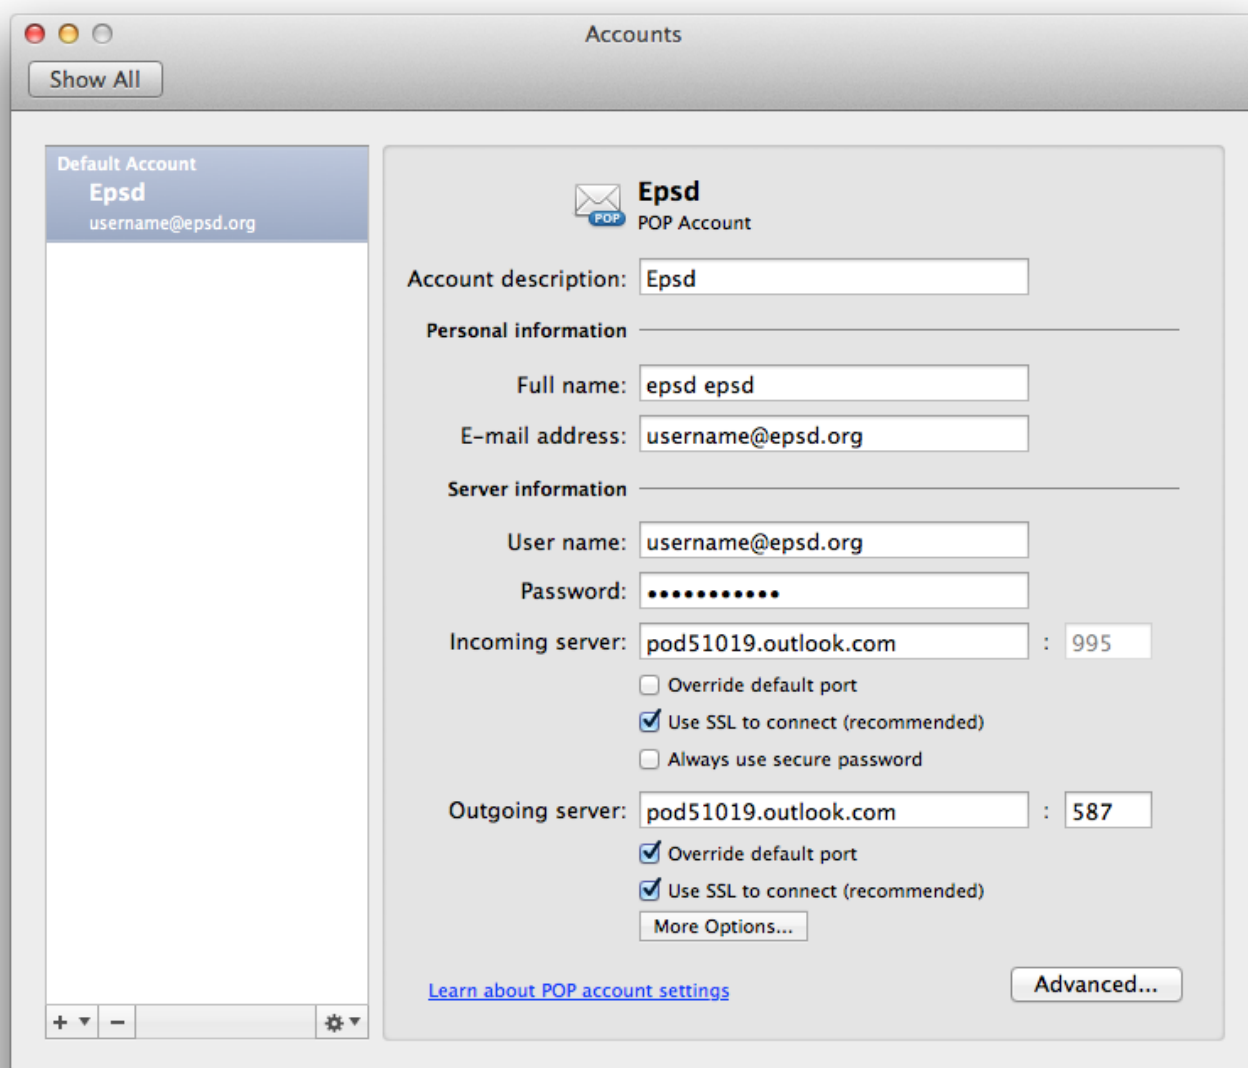 Accounts
Show All
Default Account
Epsd
username@epsd.org
POP
Epsd
POP Account
Account description: Epsd
Personal information
Full name: epsd epsd
E-mail address: username@epsd.org
Server information
User name: username@epsd.org
Password: •••••••••••
Incoming server: pod51019.outlook.com : 995
Override default port
Use SSL to connect (recommended)
Always use secure password
Outgoing server: pod51019.outlook.com : 587
Override default port
Use SSL to connect (recommended)
More Options...
Learn about POP account settings
Advanced...